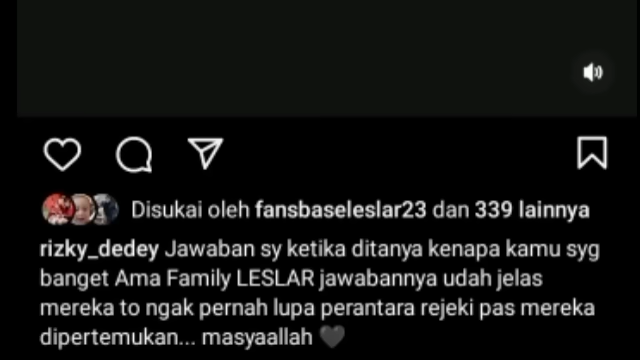 Disukai oleh fansbaseleslar23 dan 339 lainnya
rizky_dedey Jawaban sy ketika ditanya kenapa kamu syg
banget Ama Family LESLAR jawabannya udah jelas
mereka to ngak pernah lupa perantara rejeki pas mereka
dipertemukan... masyaallah 🖤